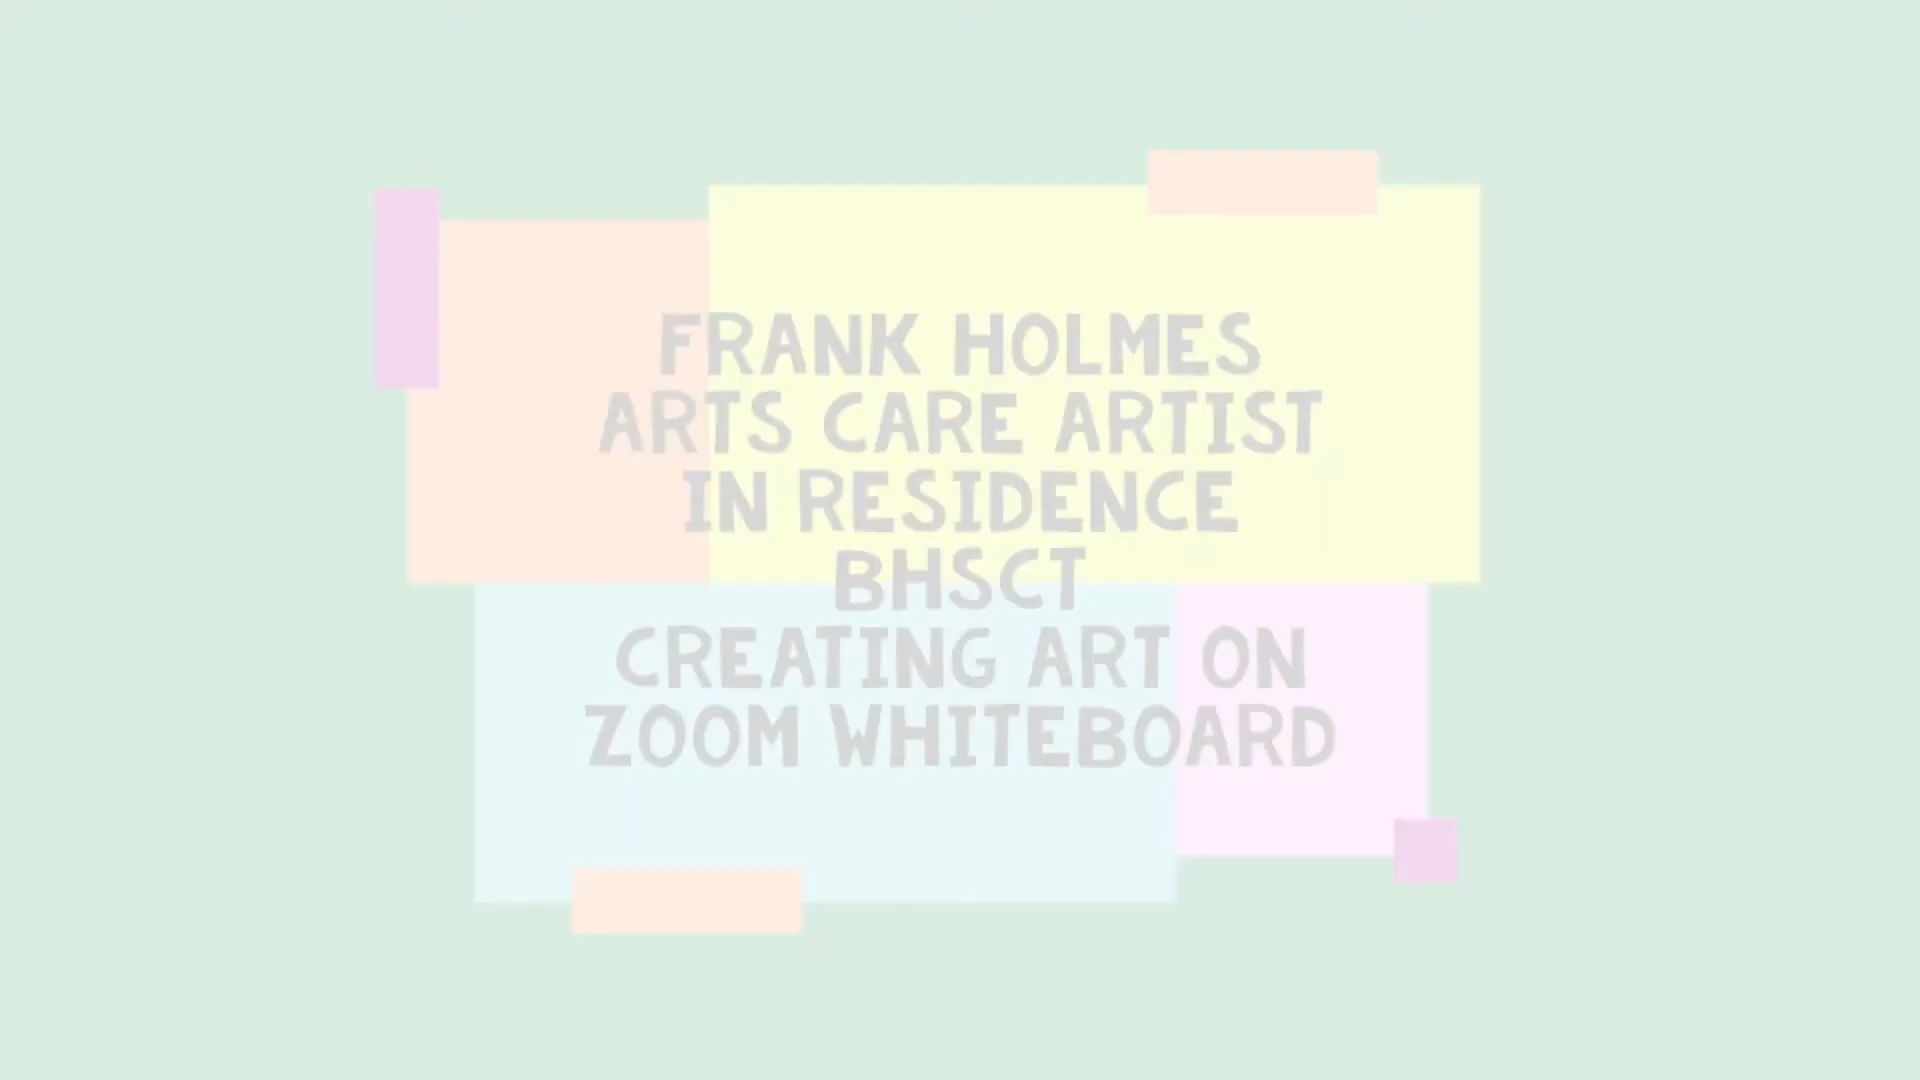 FRANK HOLMES
ARTS CARE ARTIST
IN RESIDENCE
BHSCT
CREATING ART ON
ZOOM WHITEBOARD